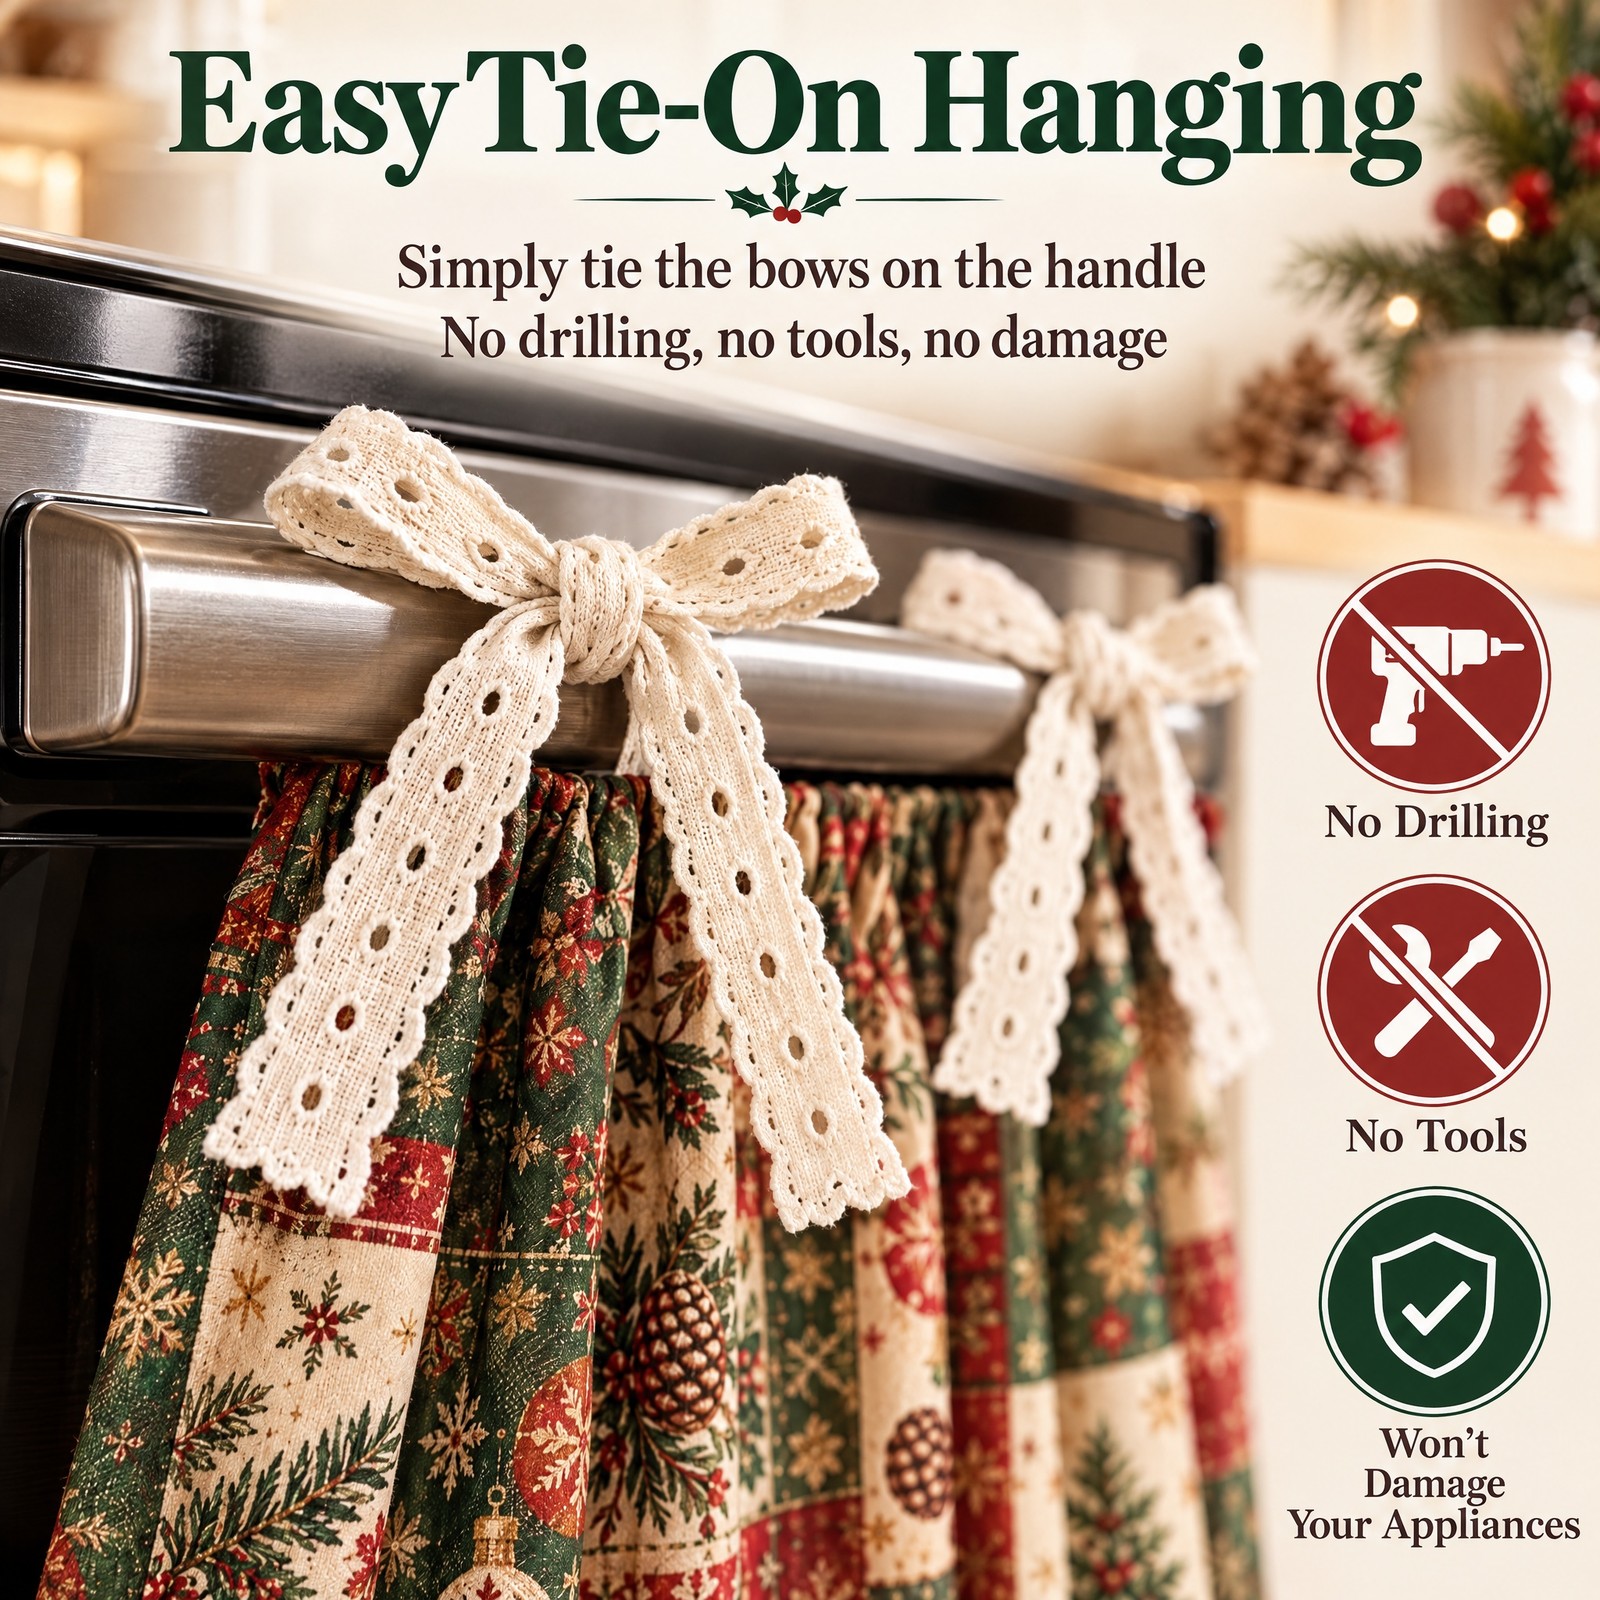 Easy Tie-On Hanging
Simply tie the bows on the handle
No drilling, no tools, no damage
No Drilling
No Tools
Won't
Damage
Your Appliances